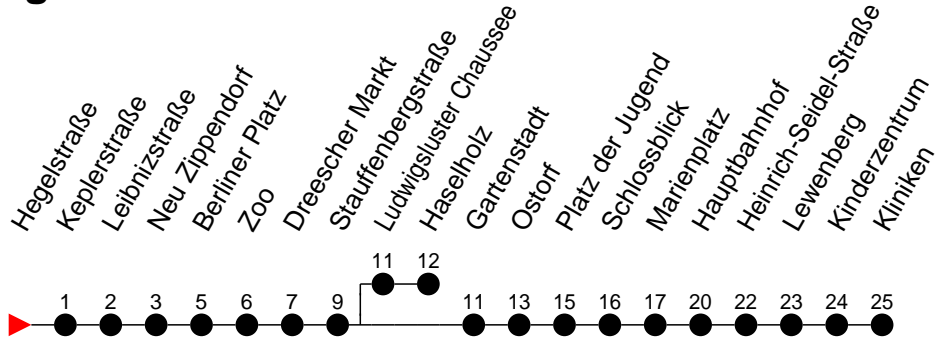 Hegelstraße
Keplerstraße
Leibnizstraße
Neu Zippendorf
Berliner Platz
Zoo
Dreescher Markt
Stauffenbergstraße
Ludwigsluster Chaussee
Haselholz
Gartenstadt
Ostorf
Platz der Jugend
Schlossblick
Marienplatz
Hauptbahnhof
Heinrich-Seidel-Straße
Lewenberg
Kinderzentrum
Kliniken
11 12
1 2 3 5 6 7 9 11 13 15 16 17 20 22 23 24 25